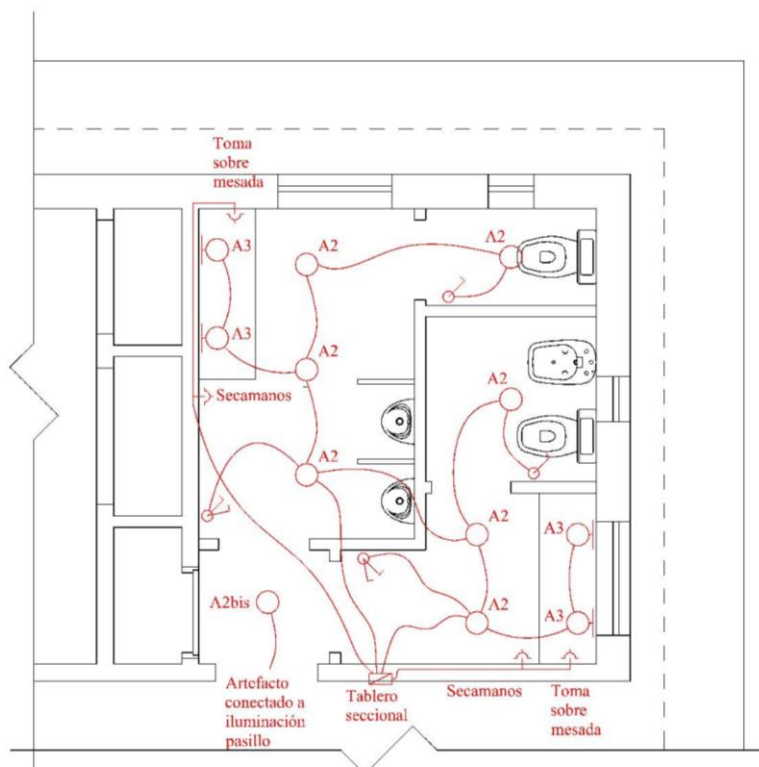 Toma
sobre
mesada
A3
A2
A2
A3
A2
A2
Secamanos
A2
A2
A3
A2bis
A2
A3
Artefacto
conectado a
iluminación
pasillo
Tablero
seccional
Secamanos
Toma
sobre
mesada